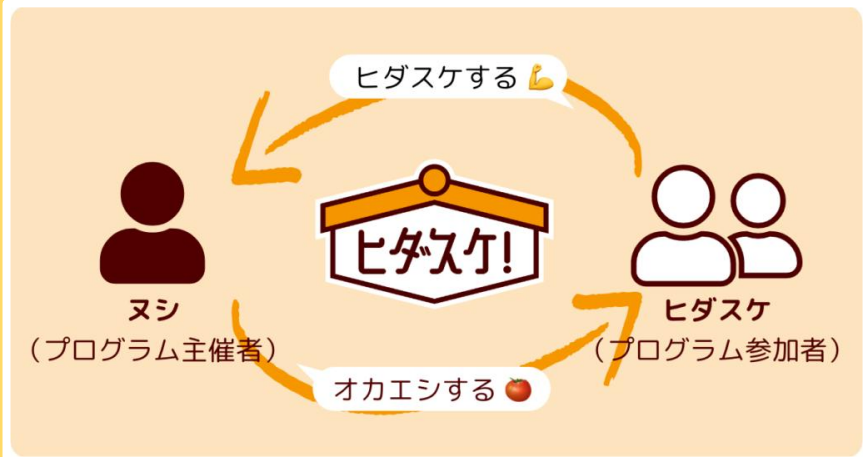 ヒダスケする💪
ヒダスケ!
ヌシ
（プログラム主催者）
ヒダスケ
（プログラム参加者）
オカエシする🍅